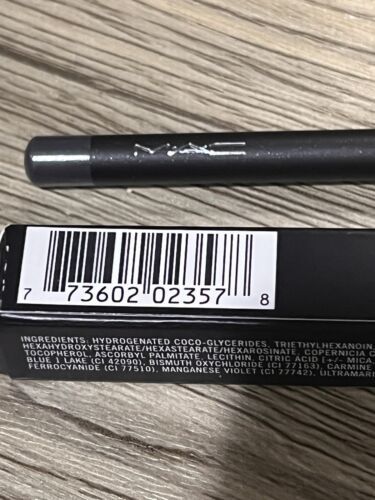 M·A·C
7 73602 02357 8
INGREDIENTS: HYDROGENATED COCO-GLYCERIDES, TRIETHYLHEXANOIN,
HEXAHYDROXYSTEARATE/HEXASTEARATE/HEXAROSINATE, COPERNICIA C
TOCOPHEROL, ASCORBYL PALMITATE, LECITHIN, CITRIC ACID [+/- MICA,
BLUE 1 LAKE (CI 42090), BISMUTH OXYCHLORIDE (CI 77163), CARMINE
FERROCYANIDE (CI 77510), MANGANESE VIOLET (CI 77742), ULTRAMARI